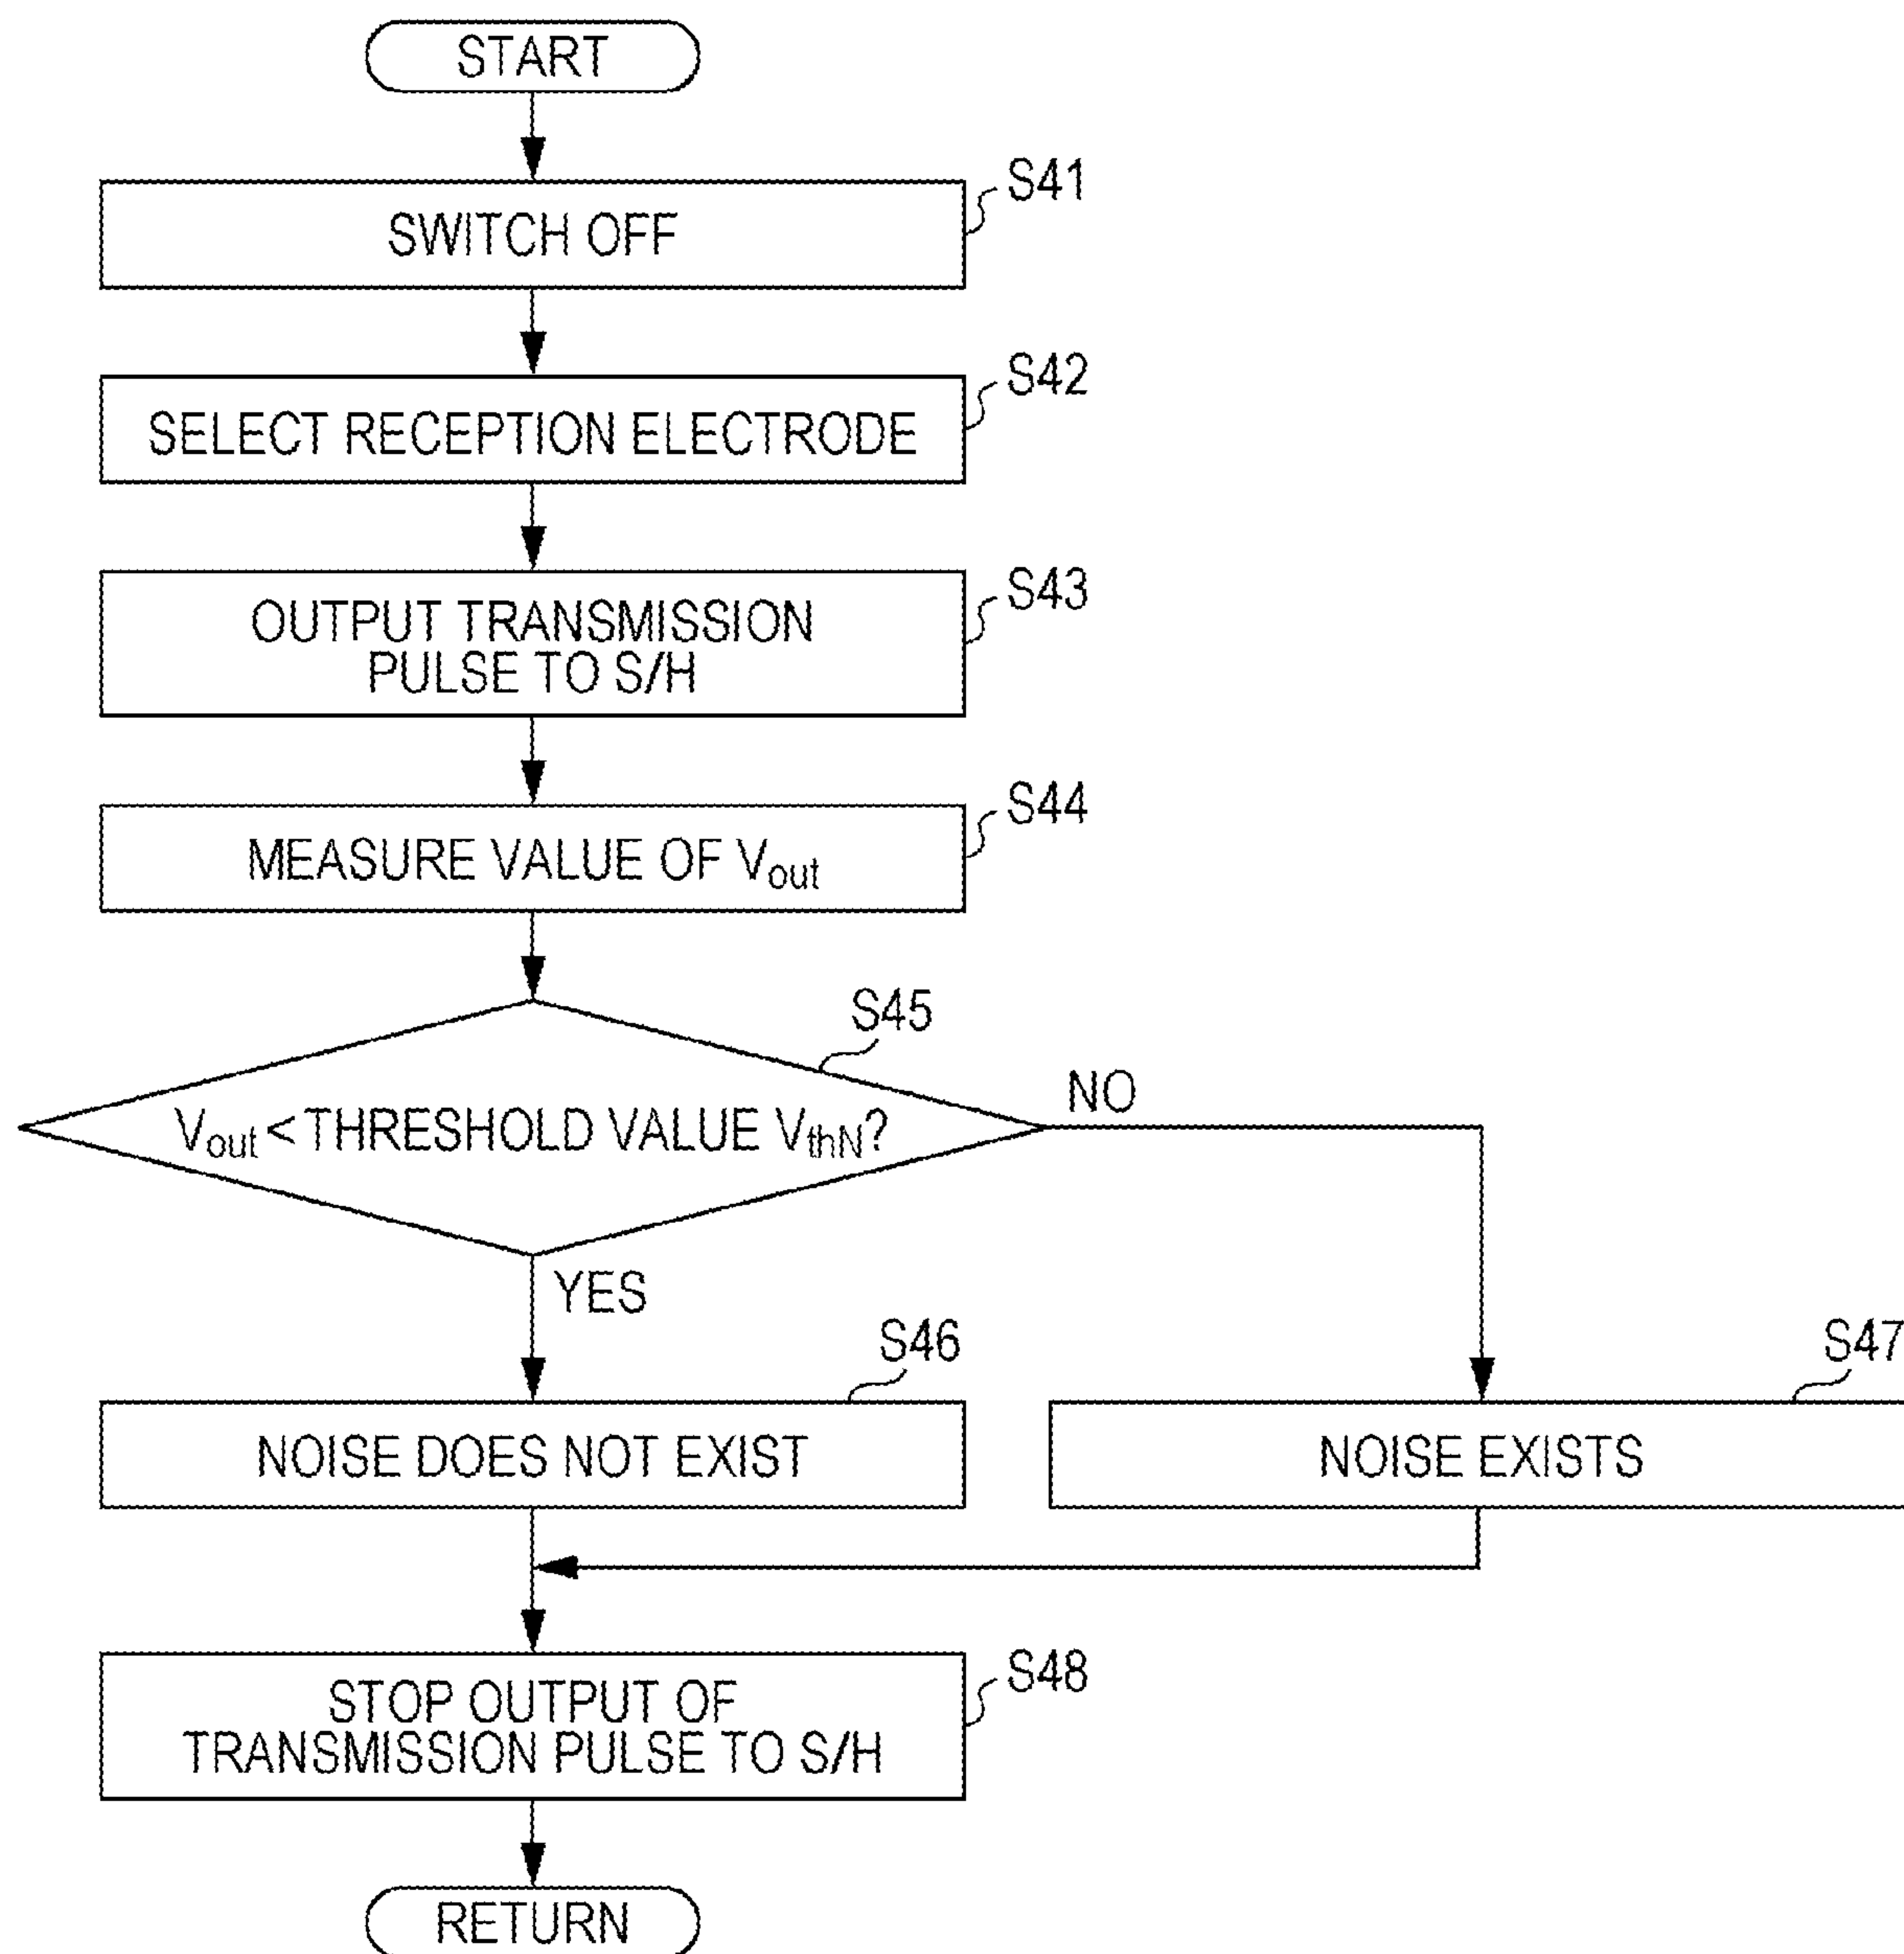 START
S41
SWITCH OFF
S42
SELECT RECEPTION ELECTRODE
S43
OUTPUT TRANSMISSION
PULSE TO S/H
S44
MEASURE VALUE OF Vout
S45
Vout < THRESHOLD VALUE VthN?
NO
YES
S46
NOISE DOES NOT EXIST
S47
NOISE EXISTS
S48
STOP OUTPUT OF
TRANSMISSION PULSE TO S/H
RETURN